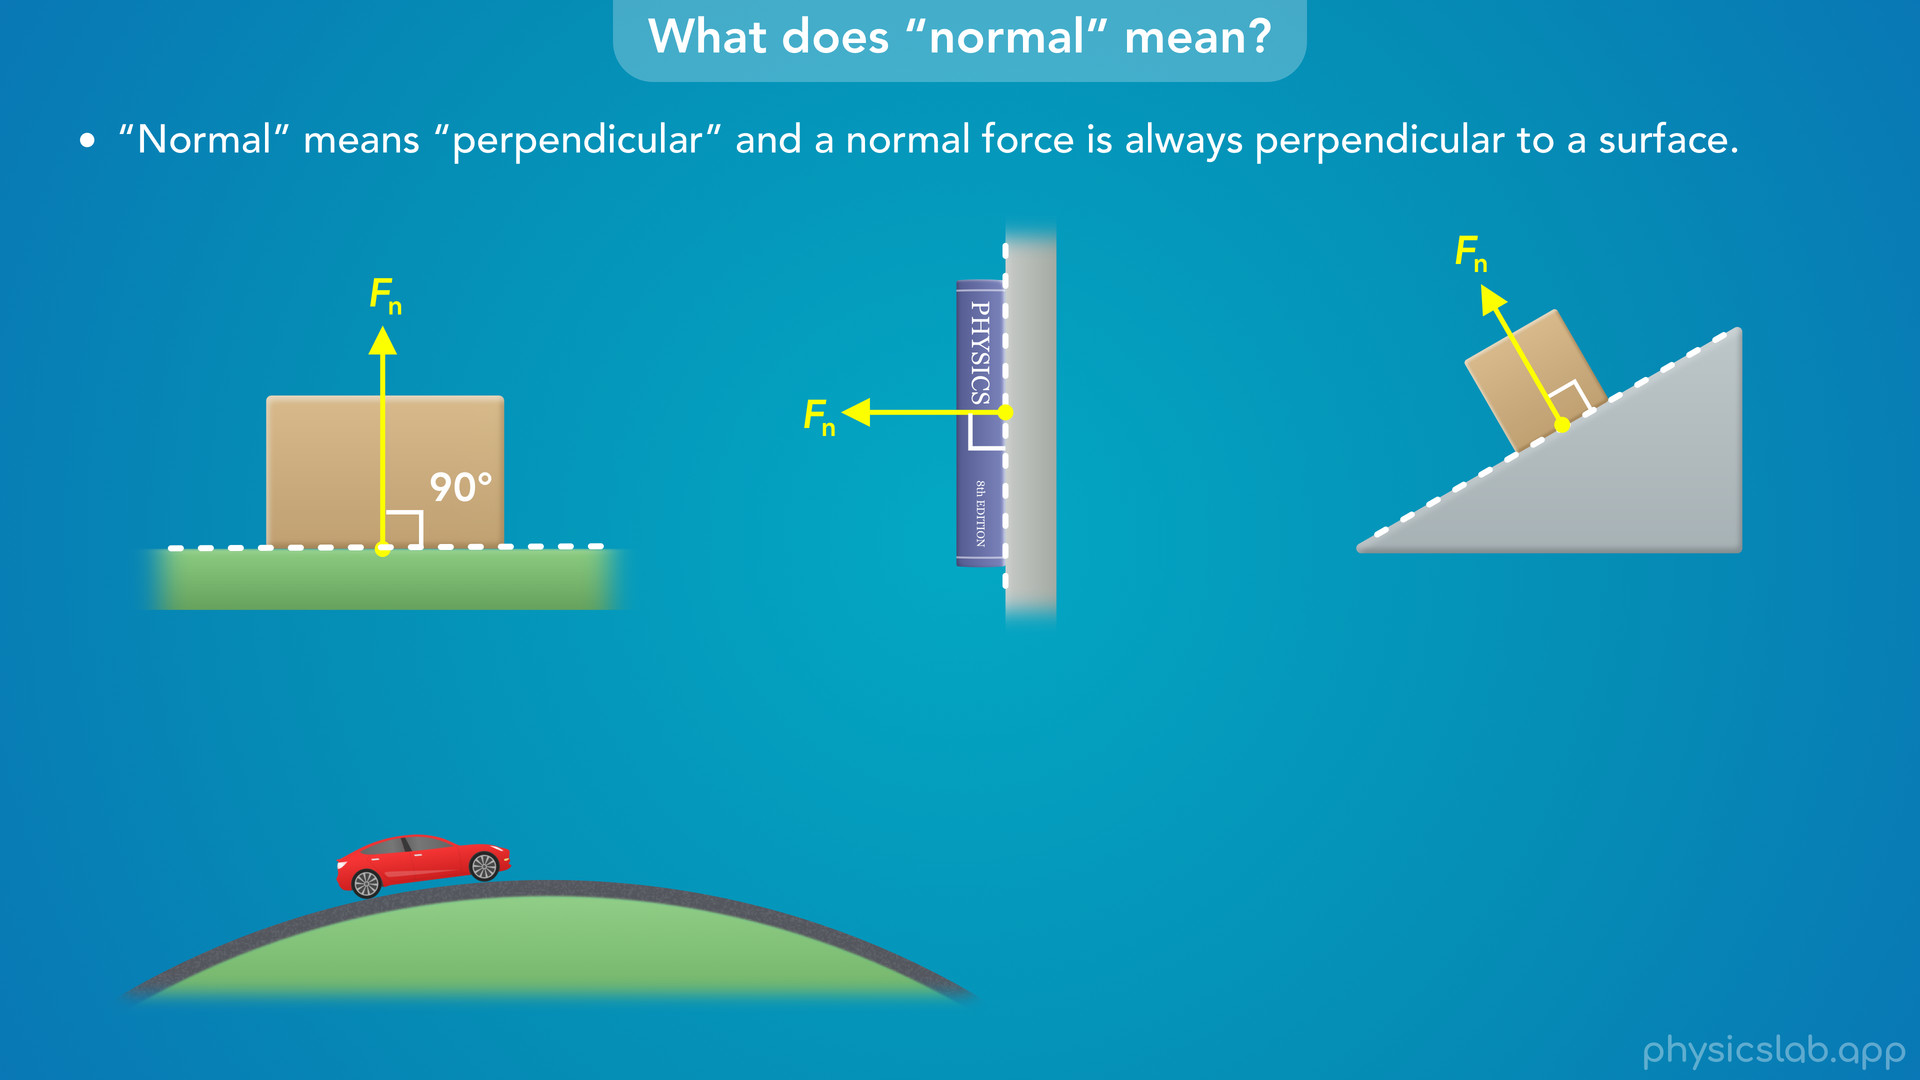 What does “normal” mean?
• “Normal” means “perpendicular” and a normal force is always perpendicular to a surface.
Fn
90°
Fn
PHYSICS
8th EDITION
Fn
physicslab.app